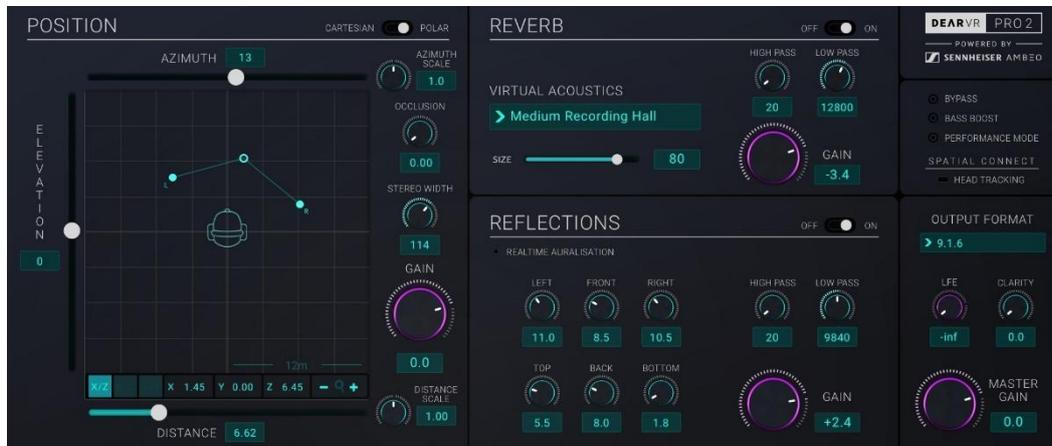 POSITION
CARTESIAN
POLAR
AZIMUTH 13
AZIMUTH
SCALE
1.0
ELEVATION
0
OCCLUSION
0.00
STEREO WIDTH
114
GAIN
0.0
L
R
12m
X/Z
X 1.45 Y 0.00 Z 6.45 - +
DISTANCE
SCALE
1.00
DISTANCE 6.62
REVERB
OFF
ON
HIGH PASS
LOW PASS
20
12800
VIRTUAL ACOUSTICS
Medium Recording Hall
SIZE
80
GAIN
-3.4
REFLECTIONS
OFF
ON
REALTIME AURALISATION
LEFT
FRONT
RIGHT
HIGH PASS
LOW PASS
11.0
8.5
10.5
20
9840
TOP
BACK
BOTTOM
5.5
8.0
1.8
GAIN
+2.4
DEARVR PRO 2
POWERED BY
SENNHEISER AMBEO
BYPASS
BASS BOOST
PERFORMANCE MODE
SPATIAL CONNECT
HEAD TRACKING
OUTPUT FORMAT
9.1.6
LFE
CLARITY
-inf
0.0
MASTER
GAIN
0.0